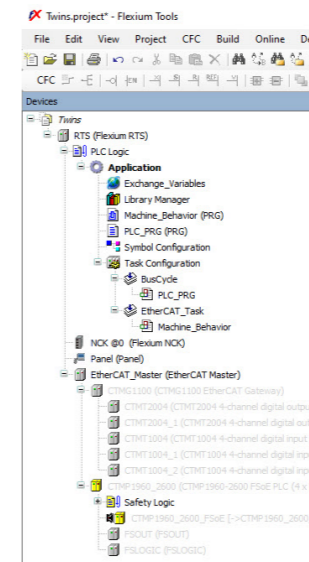 Twins.project* - Flexium Tools
File Edit View Project CFC Build Online
CFC
Devices
Twins
RTS (Flexium RTS)
PLC Logic
Application
Exchange_Variables
Library Manager
Machine_Behavior (PRG)
PLC_PRG (PRG)
Symbol Configuration
Task Configuration
BusCycle
PLC_PRG
EtherCAT_Task
Machine_Behavior
NCK @0 (Flexium NCK)
Panel (Panel)
EtherCAT_Master (EtherCAT Master)
CTMG1100 (CTMG1100 EtherCAT Gateway)
CTMT2004 (CTMT2004 4-channel digital outpu
CTMT2004_1 (CTMT2004 4-channel digital out
CTMT1004 (CTMT1004 4-channel digital input
CTMT1004_1 (CTMT1004 4-channel digital inp
CTMT1004_2 (CTMT1004 4-channel digital inp
CTMP1960_2600 (CTMP1960-2600 FSoE PLC (4 x
Safety Logic
CTMP1960_2600_FSoE [->CTMP1960_2600
FSOUT (FSOUT)
FSLOGIC (FSLOGIC)